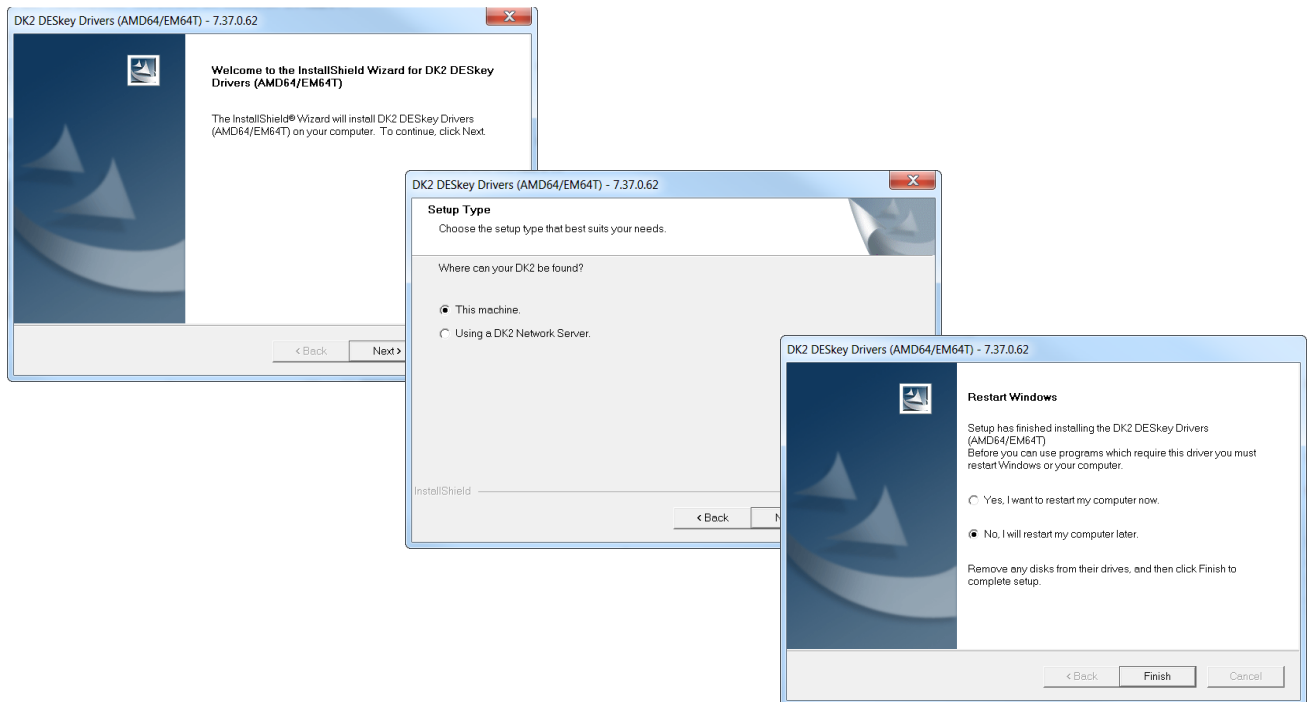 DK2 DESkey Drivers (AMD64/EM64T) - 7.37.0.62
Welcome to the InstallShield Wizard for DK2 DESkey
Drivers (AMD64/EM64T)
The InstallShield® Wizard will install DK2 DESkey Drivers
(AMD64/EM64T) on your computer. To continue, click Next.
< Back
Next >
DK2 DESkey Drivers (AMD64/EM64T) - 7.37.0.62
Setup Type
Choose the setup type that best suits your needs.
Where can your DK2 be found?
This machine.
Using a DK2 Network Server.
InstallShield
< Back
N
DK2 DESkey Drivers (AMD64/EM64T) - 7.37.0.62
Restart Windows
Setup has finished installing the DK2 DESkey Drivers
(AMD64/EM64T)
Before you can use programs which require this driver you must
restart Windows or your computer.
Yes, I want to restart my computer now.
No, I will restart my computer later.
Remove any disks from their drives, and then click Finish to
complete setup.
< Back
Finish
Cancel